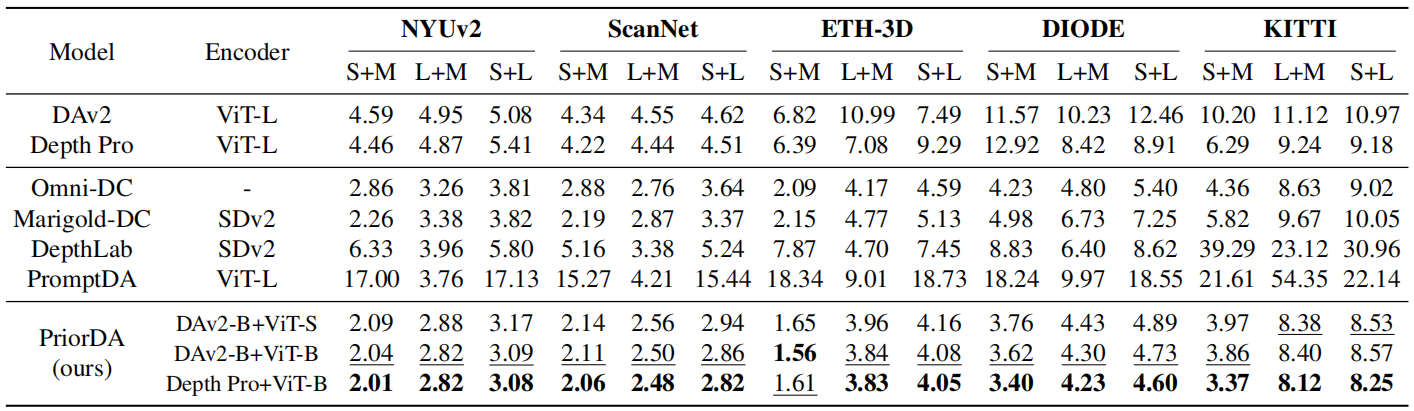 Model Encoder NYUv2 ScanNet ETH-3D DIODE KITTI
S+M L+M S+L S+M L+M S+L S+M L+M S+L S+M L+M S+L S+M L+M S+L
DAv2 ViT-L 4.59 4.95 5.08 4.34 4.55 4.62 6.82 10.99 7.49 11.57 10.23 12.46 10.20 11.12 10.97
Depth Pro ViT-L 4.46 4.87 5.41 4.22 4.44 4.51 6.39 7.08 9.29 12.92 8.42 8.91 6.29 9.24 9.18
Omni-DC - 2.86 3.26 3.81 2.88 2.76 3.64 2.09 4.17 4.59 4.23 4.80 5.40 4.36 8.63 9.02
Marigold-DC SDv2 2.26 3.38 3.82 2.19 2.87 3.37 2.15 4.77 5.13 4.98 6.73 7.25 5.82 9.67 10.05
DepthLab SDv2 6.33 3.96 5.80 5.16 3.38 5.24 7.87 4.70 7.45 8.83 6.40 8.62 39.29 23.12 30.96
PromptDA ViT-L 17.00 3.76 17.13 15.27 4.21 15.44 18.34 9.01 18.73 18.24 9.97 18.55 21.61 54.35 22.14
PriorDA (ours) DAv2-B+ViT-S 2.09 2.88 3.17 2.14 2.56 2.94 1.65 3.96 4.16 3.76 4.43 4.89 3.97 8.38 8.53
DAv2-B+ViT-B 2.04 2.82 3.09 2.11 2.50 2.86 1.56 3.84 4.08 3.62 4.30 4.73 3.86 8.40 8.57
Depth Pro+ViT-B 2.01 2.82 3.08 2.06 2.48 2.82 1.61 3.83 4.05 3.40 4.23 4.60 3.37 8.12 8.25